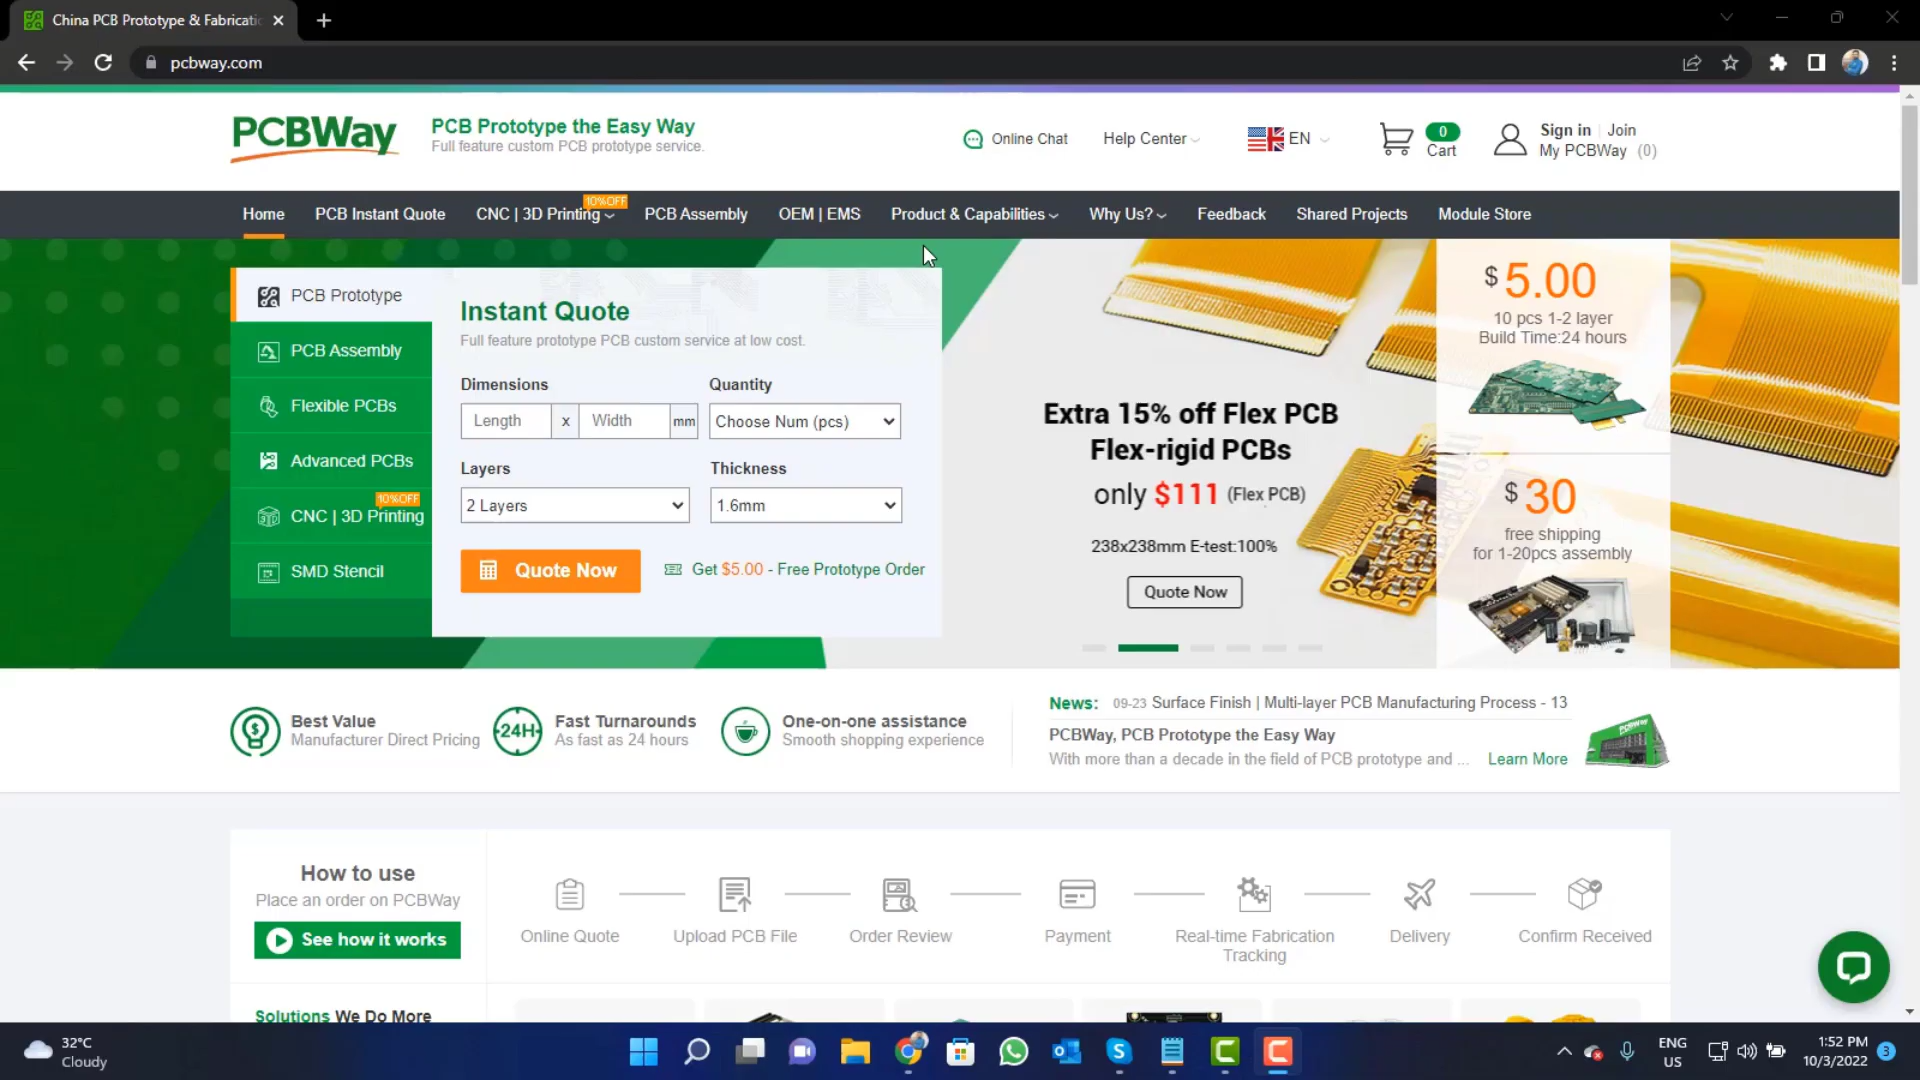 China PCB Prototype & Fabricatio
pcbway.com
PCBWay
PCB Prototype the Easy Way
Full feature custom PCB prototype service.
Online Chat
Help Center
EN
0
Cart
Sign in | Join
My PCBWay (0)
Home
PCB Instant Quote
CNC | 3D Printing
10%OFF
PCB Assembly
OEM | EMS
Product & Capabilities
Why Us?
Feedback
Shared Projects
Module Store
PCB Prototype
PCB Assembly
Flexible PCBs
Advanced PCBs
10%OFF
CNC | 3D Printing
SMD Stencil
Instant Quote
Full feature prototype PCB custom service at low cost.
Dimensions
Quantity
Length x Width mm
Choose Num (pcs)
Layers
Thickness
2 Layers
1.6mm
Quote Now
Get $5.00 - Free Prototype Order
Extra 15% off Flex PCB
Flex-rigid PCBs
only $111 (Flex PCB)
238x238mm E-test:100%
Quote Now
$5.00
10 pcs 1-2 layer
Build Time:24 hours
$30
free shipping
for 1-20pcs assembly
Best Value
Manufacturer Direct Pricing
24H
Fast Turnarounds
As fast as 24 hours
One-on-one assistance
Smooth shopping experience
News: 09-23 Surface Finish | Multi-layer PCB Manufacturing Process - 13
PCBWay, PCB Prototype the Easy Way
With more than a decade in the field of PCB prototype and ... Learn More
PCBWay
How to use
Place an order on PCBWay
See how it works
Online Quote
Upload PCB File
Order Review
Payment
Real-time Fabrication
Tracking
Delivery
Confirm Received
Solutions We Do More
32°C
Cloudy
ENG
US
1:52 PM
10/3/2022
3